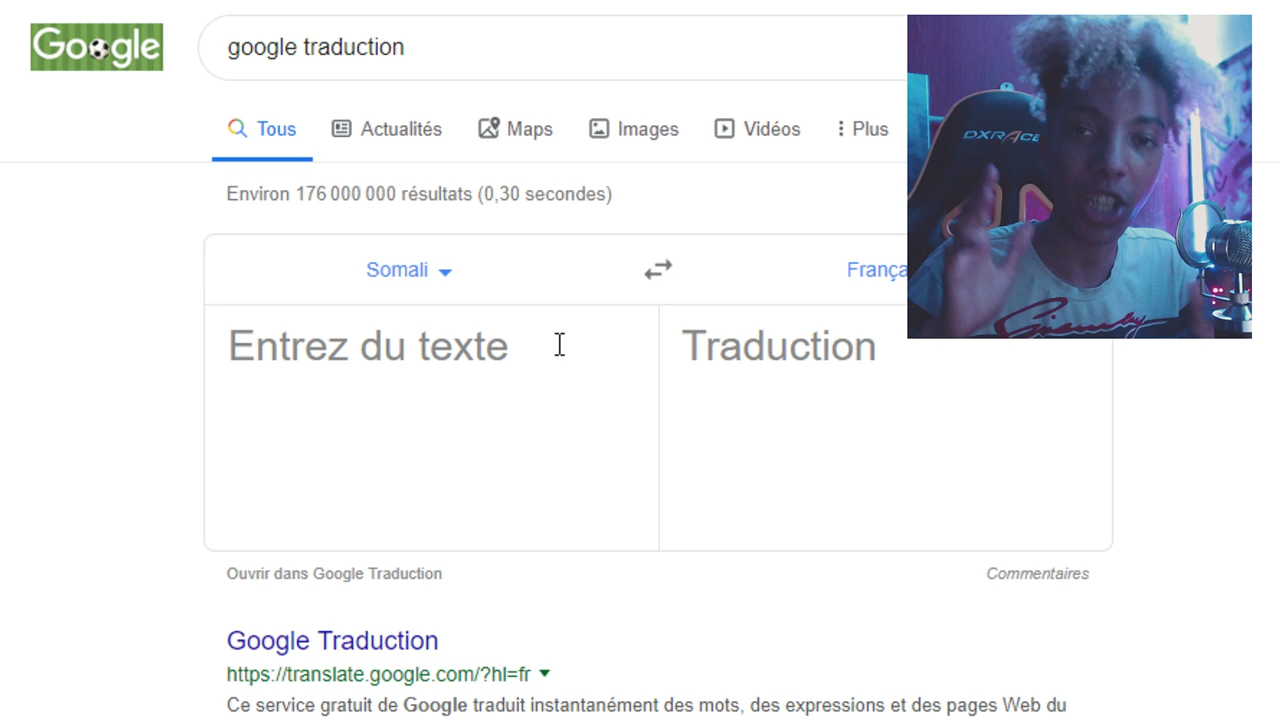 Google
google traduction
Tous Actualités Maps Images Vidéos Plus
Environ 176 000 000 résultats (0,30 secondes)
Somali
França
Entrez du texte
Traduction
Ouvrir dans Google Traduction
Commentaires
Google Traduction
https://translate.google.com/?hl=fr
Ce service gratuit de Google traduit instantanément des mots, des expressions et des pages Web du
DXRACE